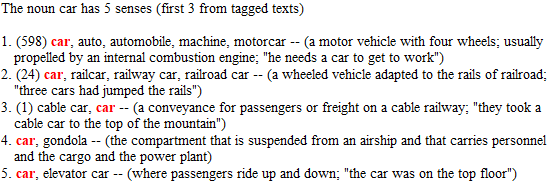 The noun car has 5 senses (first 3 from tagged texts)
1. (598) car, auto, automobile, machine, motorcar -- (a motor vehicle with four wheels; usually
propelled by an internal combustion engine; "he needs a car to get to work")
2. (24) car, railcar, railway car, railroad car -- (a wheeled vehicle adapted to the rails of railroad;
"three cars had jumped the rails")
3. (1) cable car, car -- (a conveyance for passengers or freight on a cable railway; "they took a
cable car to the top of the mountain")
4. car, gondola -- (the compartment that is suspended from an airship and that carries personnel
and the cargo and the power plant)
5. car, elevator car -- (where passengers ride up and down; "the car was on the top floor")